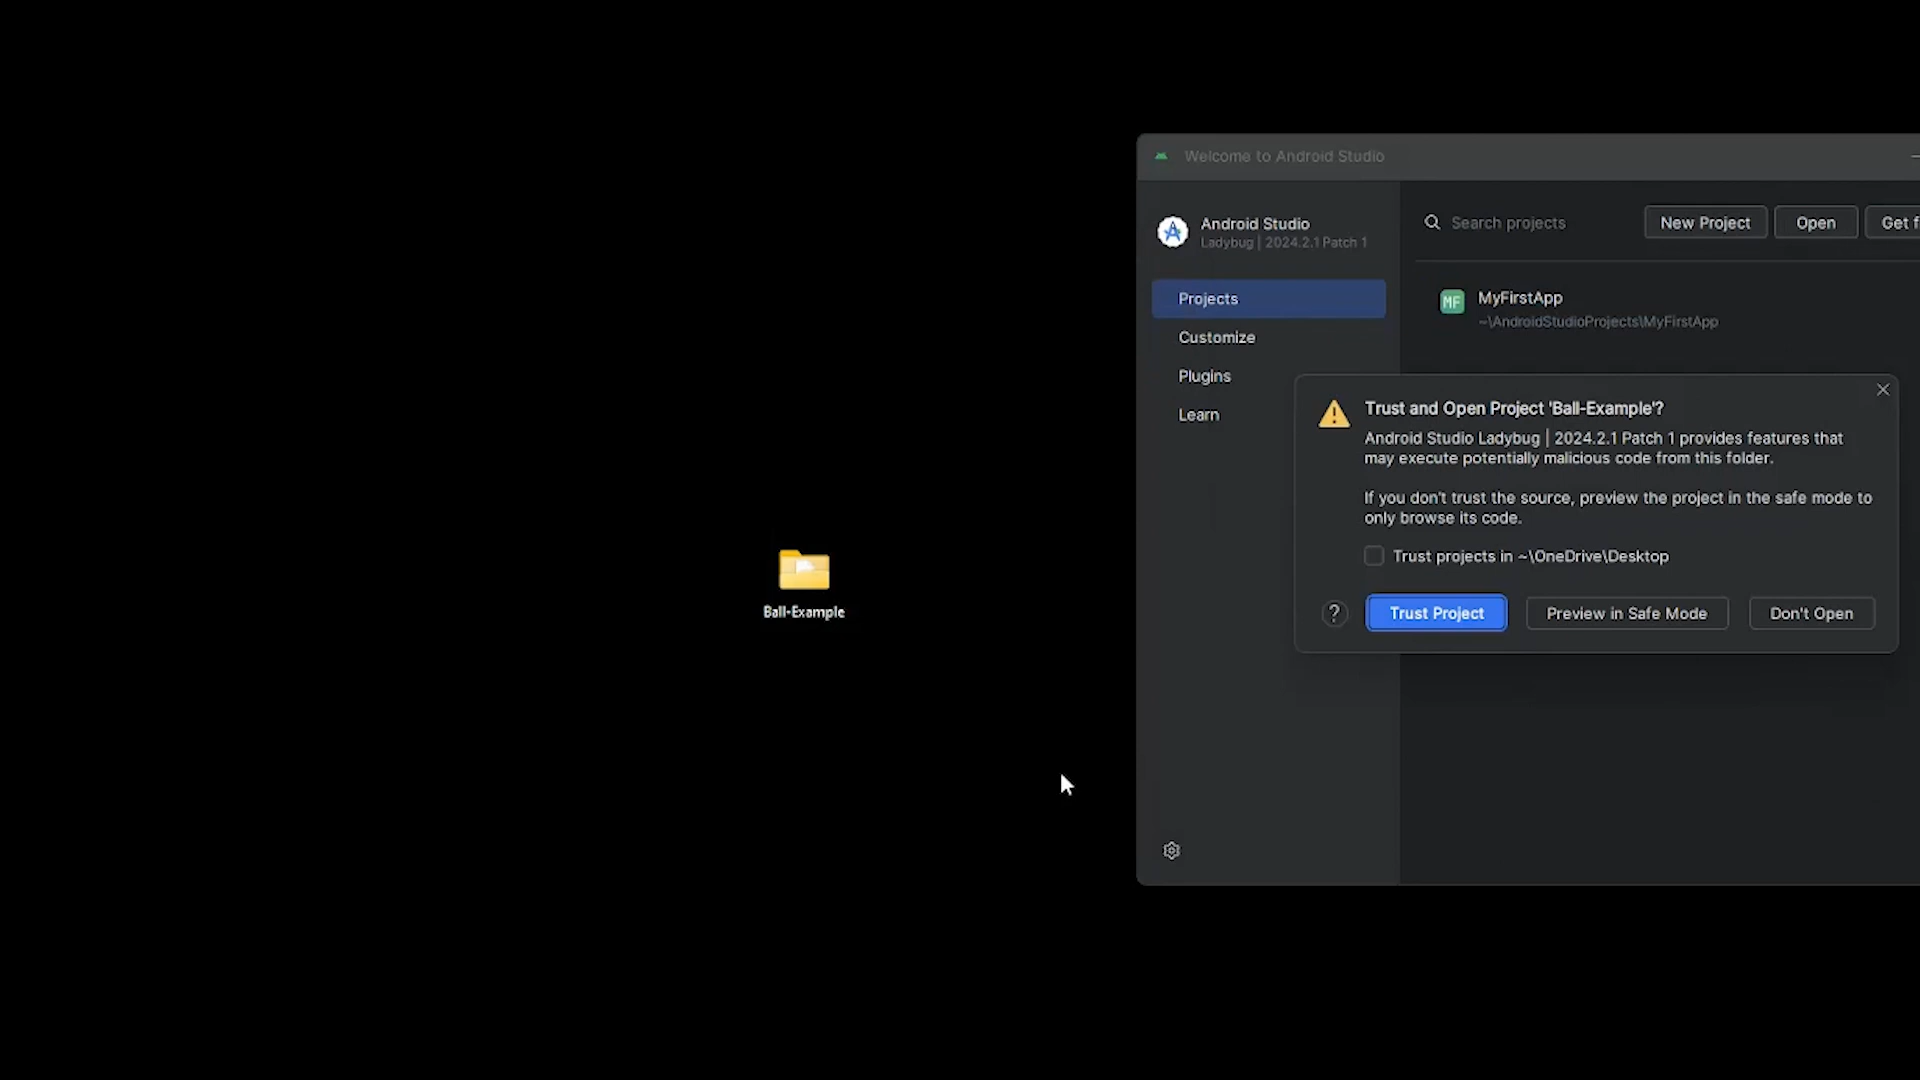 Welcome to Android Studio
Android Studio
Ladybug | 2024.2.1 Patch 1
Search projects
New Project
Open
Get f
Projects
Customize
Plugins
Learn
MF
MyFirstApp
~\AndroidStudioProjects\MyFirstApp
Trust and Open Project 'Ball-Example'?
Android Studio Ladybug | 2024.2.1 Patch 1 provides features that
may execute potentially malicious code from this folder.
If you don't trust the source, preview the project in the safe mode to
only browse its code.
Trust projects in ~\OneDrive\Desktop
?
Trust Project
Preview in Safe Mode
Don't Open
Ball-Example